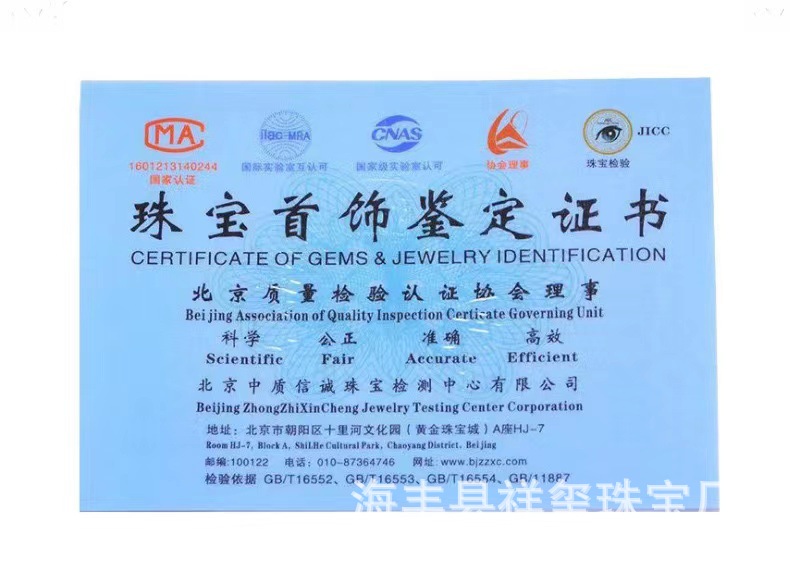 MA
ilac-MRA
CNAS
JICC
1601213140244
国家认证
国际实验室互认可
国家级实验室认可
协会理事
珠宝检验
珠宝首饰鉴定证书
CERTIFICATE OF GEMS & JEWELRY IDENTIFICATION
北京质量检验认证协会理事
Beijing Association of Quality Inspection Certicate Governing Unit
科学 公正 准确 高效
Scientific Fair Accurate Efficient
北京中质信诚珠宝检测中心有限公司
Beijing ZhongZhiXinCheng Jewelry Testing Center Corporation
地址：北京市朝阳区十里河文化园（黄金珠宝城）A座HJ-7
Room HJ-7, Block A, ShiLHe Cultural Park, Chaoyang District, Beijing
邮编:100122 电话：010-87364746 网址:www.bjzzxc.com
检验依据 GB/T16552、GB/T16553、GB/T16554、GB/11887
海丰县祥玺珠宝厂